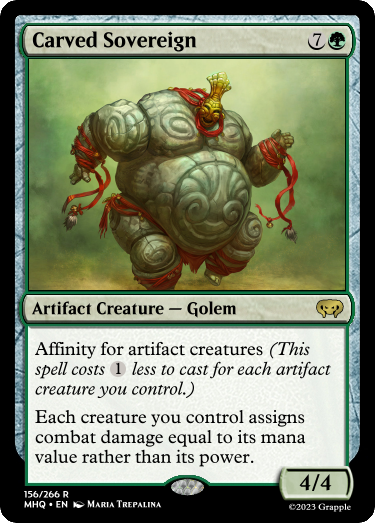 Carved Sovereign 7
Artifact Creature — Golem
Affinity for artifact creatures (This
spell costs 1 less to cast for each artifact
creature you control.)
Each creature you control assigns
combat damage equal to its mana
value rather than its power.
4/4
156/266 R
MHQ • EN Maria Trepalina
©2023 Grapple